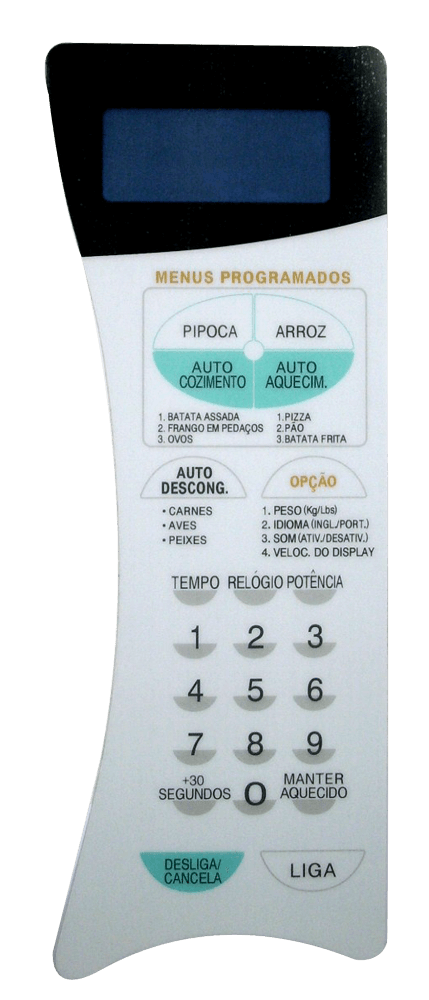 MENUS PROGRAMADOS
PIPOCA ARROZ
AUTO COZIMENTO AUTO AQUECIM.
1. BATATA ASSADA
2. FRANGO EM PEDAÇOS
3. OVOS
1.PIZZA
2.PÃO
3.BATATA FRITA
AUTO
DESCONG.
• CARNES
• AVES
• PEIXES
OPÇÃO
1. PESO (Kg/Lbs)
2. IDIOMA (INGL./PORT.)
3. SOM (ATIV./DESATIV.)
4. VELOC. DO DISPLAY
TEMPO RELÓGIO POTÊNCIA
1 2 3
4 5 6
7 8 9
+30
SEGUNDOS
0
MANTER
AQUECIDO
DESLIGA/
CANCELA
LIGA